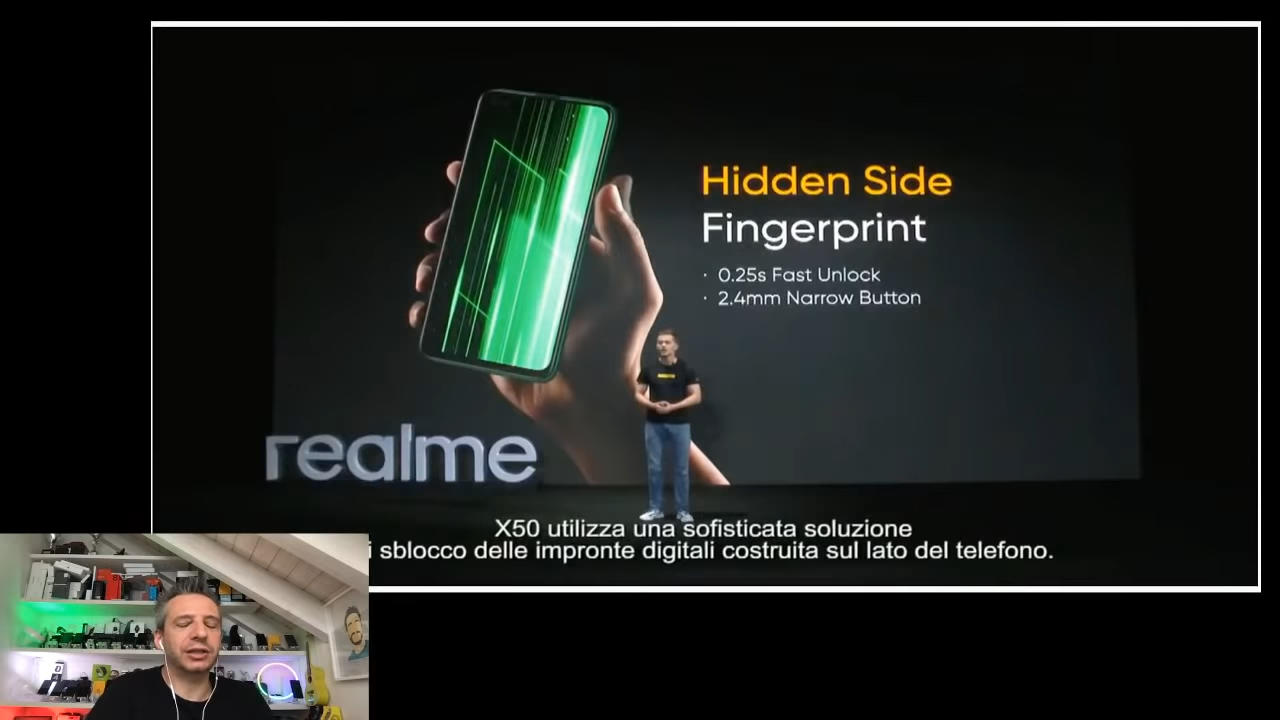 Hidden Side
Fingerprint
· 0.25s Fast Unlock
· 2.4mm Narrow Button
realme
X50 utilizza una sofisticata soluzione
i sblocco delle impronte digitali costruita sul lato del telefono.